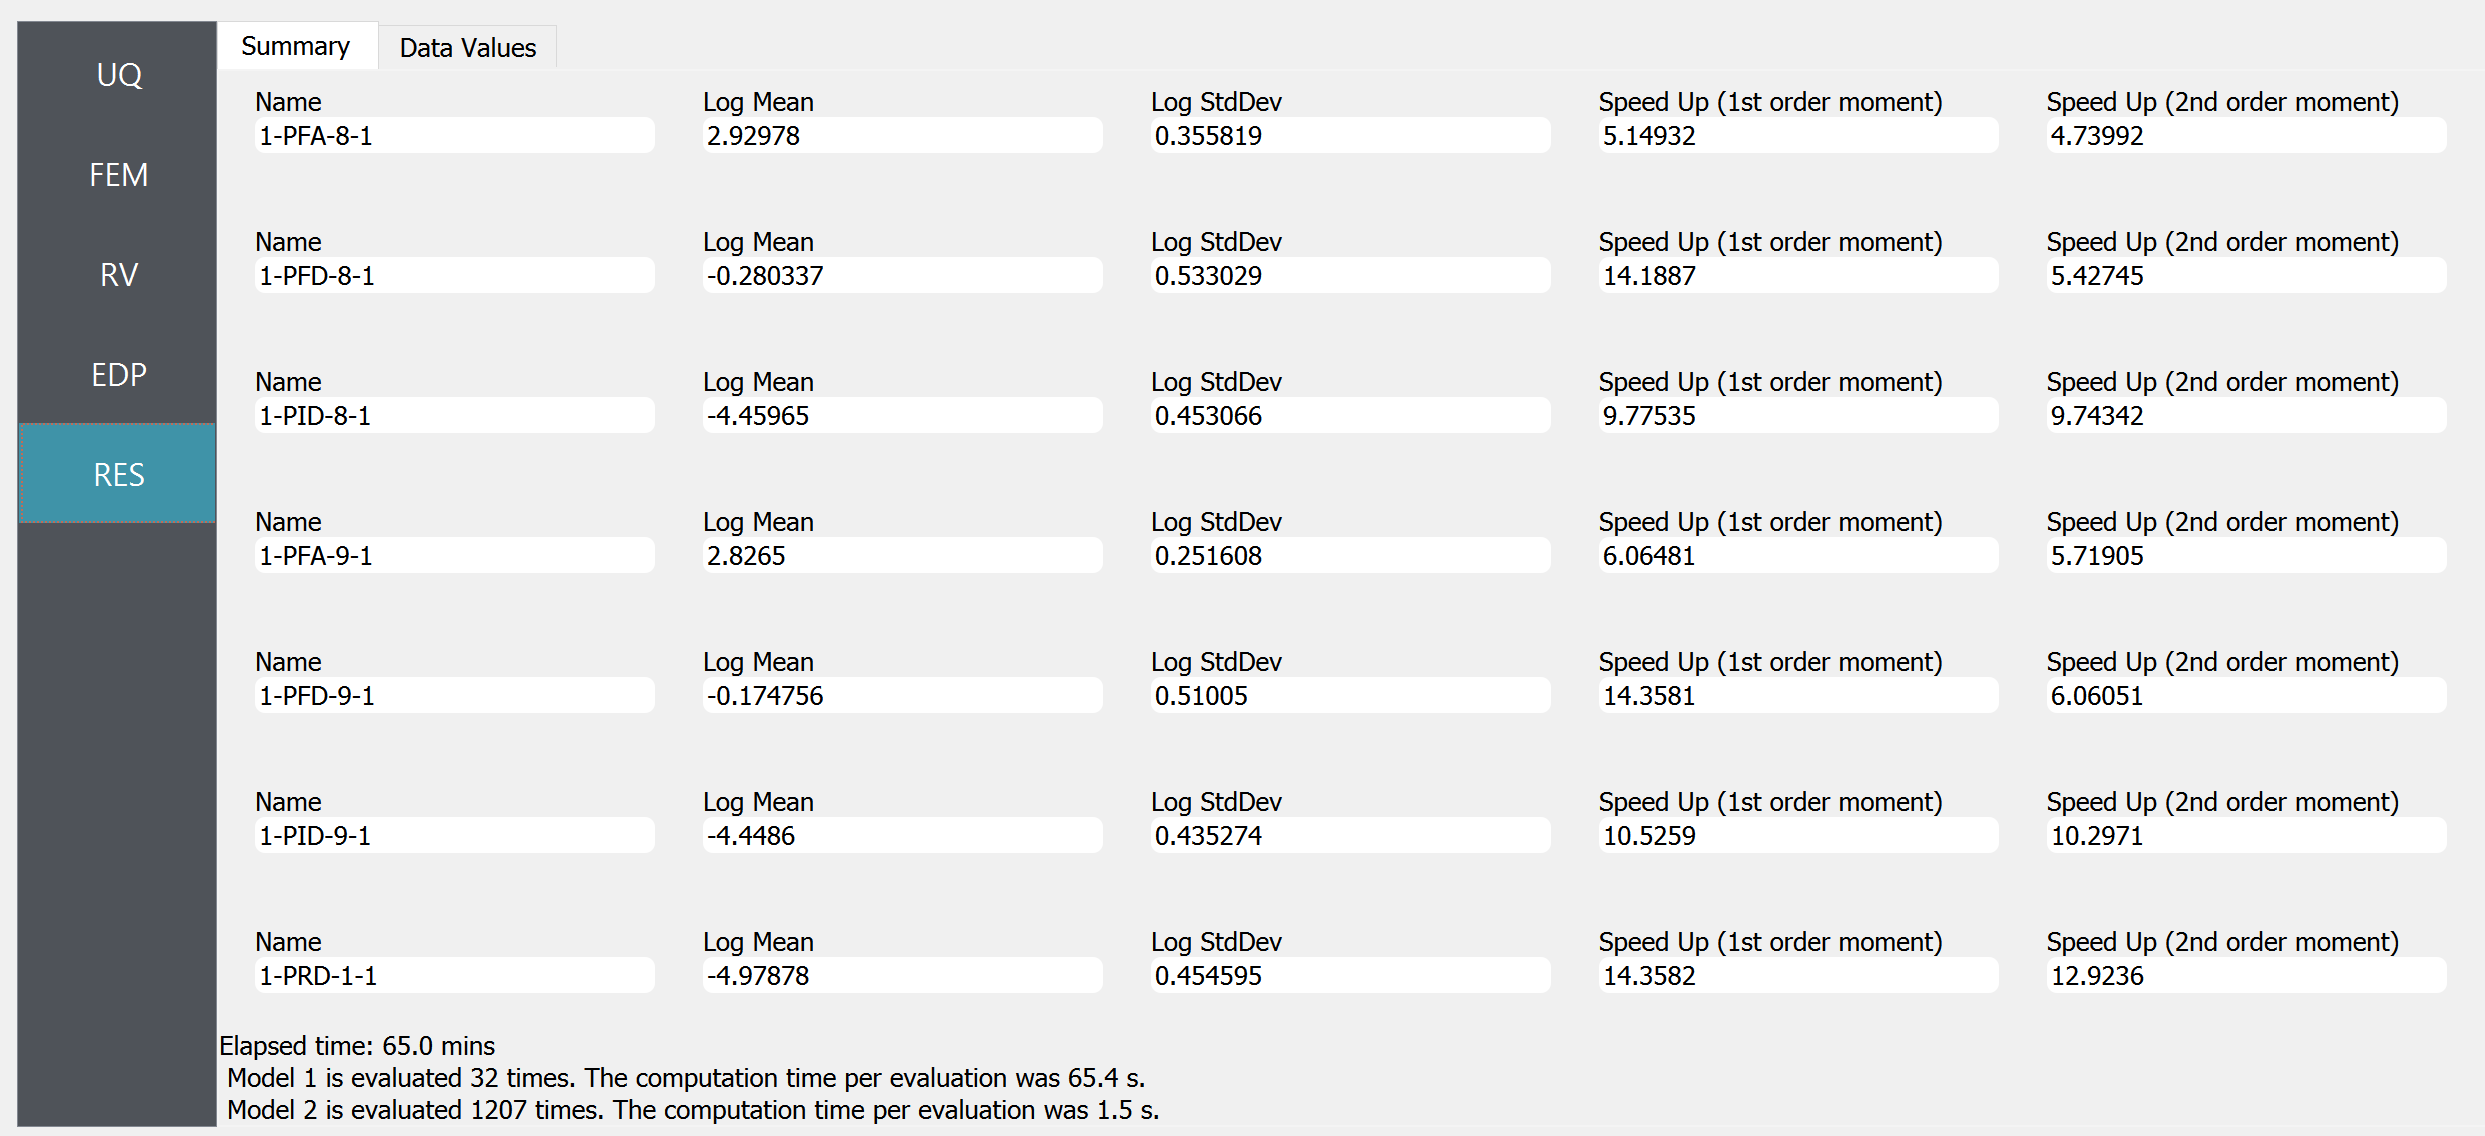 Summary Data Values
UQ
FEM
RV
EDP
RES
Name Log Mean Log StdDev Speed Up (1st order moment) Speed Up (2nd order moment)
1-PFA-8-1 2.92978 0.355819 5.14932 4.73992
Name Log Mean Log StdDev Speed Up (1st order moment) Speed Up (2nd order moment)
1-PFD-8-1 -0.280337 0.533029 14.1887 5.42745
Name Log Mean Log StdDev Speed Up (1st order moment) Speed Up (2nd order moment)
1-PID-8-1 -4.45965 0.453066 9.77535 9.74342
Name Log Mean Log StdDev Speed Up (1st order moment) Speed Up (2nd order moment)
1-PFA-9-1 2.8265 0.251608 6.06481 5.71905
Name Log Mean Log StdDev Speed Up (1st order moment) Speed Up (2nd order moment)
1-PFD-9-1 -0.174756 0.51005 14.3581 6.06051
Name Log Mean Log StdDev Speed Up (1st order moment) Speed Up (2nd order moment)
1-PID-9-1 -4.4486 0.435274 10.5259 10.2971
Name Log Mean Log StdDev Speed Up (1st order moment) Speed Up (2nd order moment)
1-PRD-1-1 -4.97878 0.454595 14.3582 12.9236
Elapsed time: 65.0 mins
Model 1 is evaluated 32 times. The computation time per evaluation was 65.4 s.
Model 2 is evaluated 1207 times. The computation time per evaluation was 1.5 s.